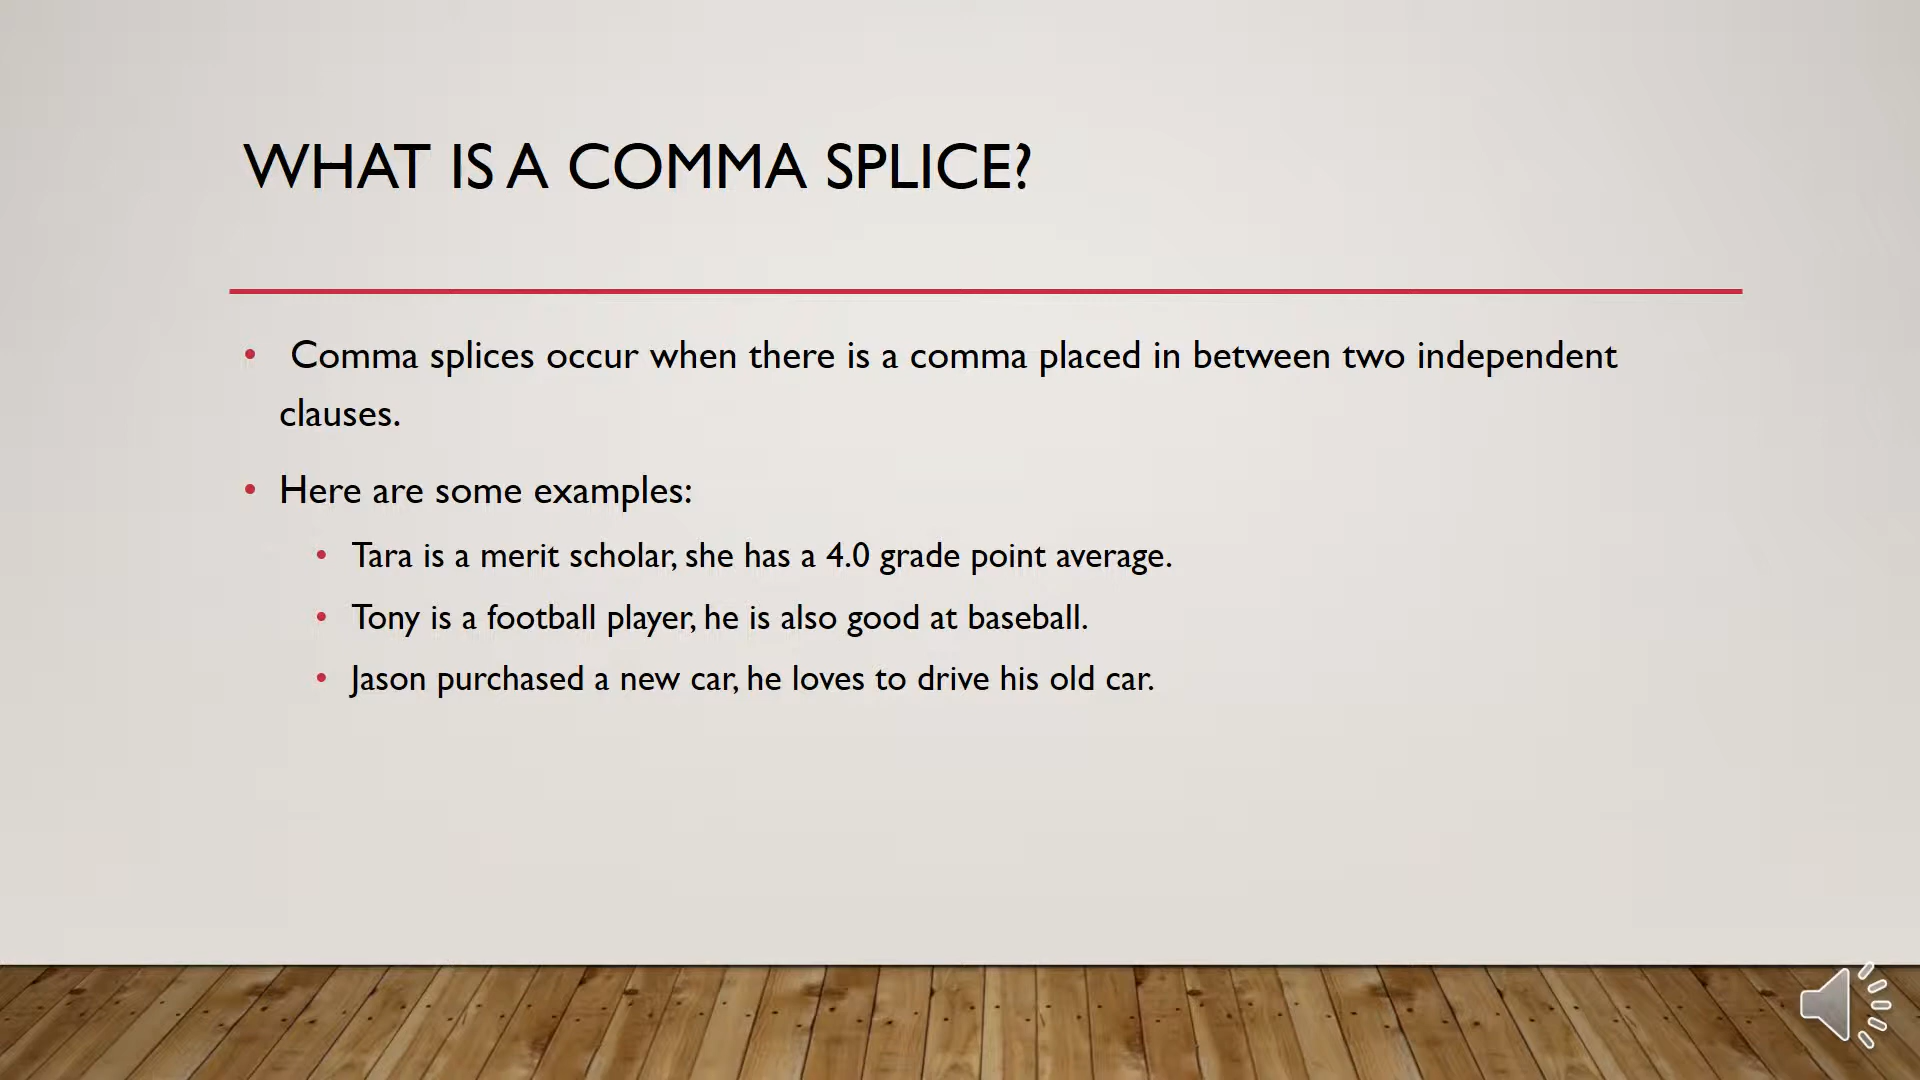 WHAT IS A COMMA SPLICE?
• Comma splices occur when there is a comma placed in between two independent
clauses.
• Here are some examples:
• Tara is a merit scholar, she has a 4.0 grade point average.
• Tony is a football player, he is also good at baseball.
• Jason purchased a new car, he loves to drive his old car.